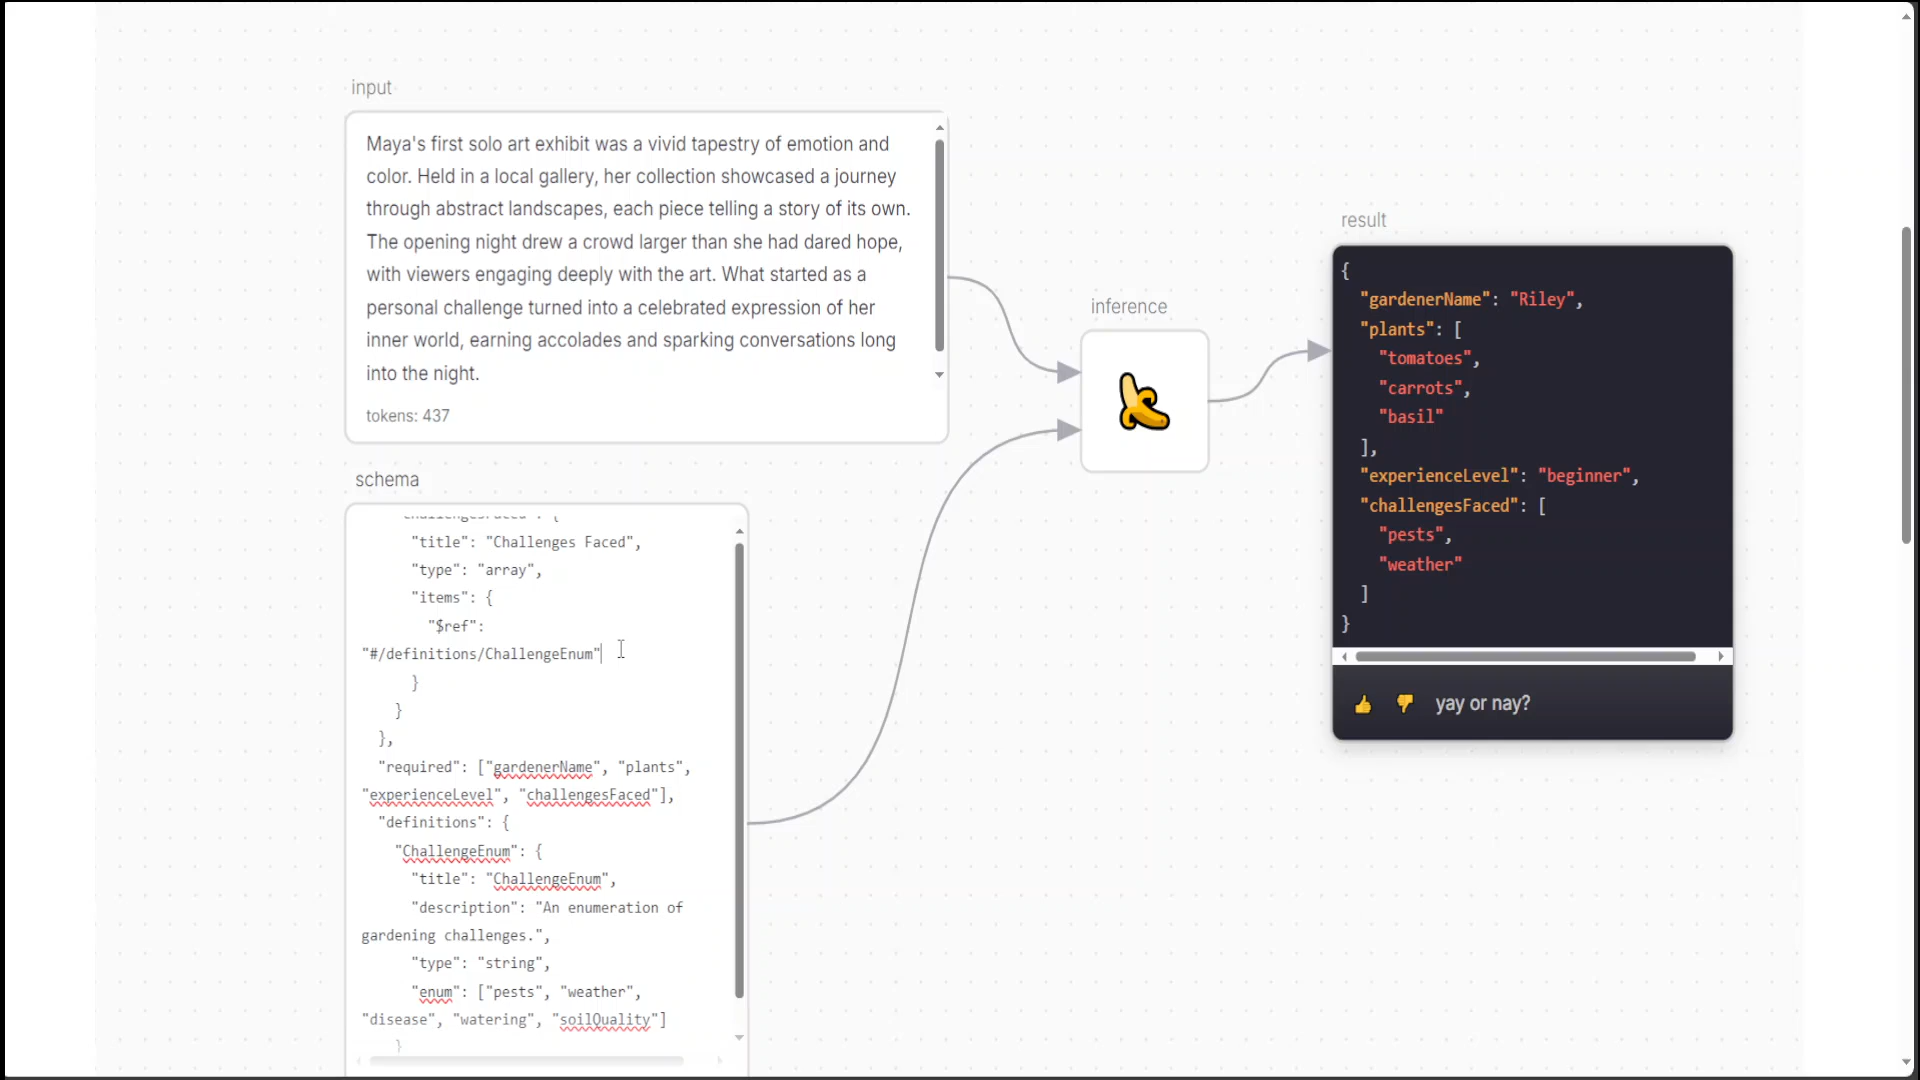 input
Maya's first solo art exhibit was a vivid tapestry of emotion and
color. Held in a local gallery, her collection showcased a journey
through abstract landscapes, each piece telling a story of its own.
The opening night drew a crowd larger than she had dared hope,
with viewers engaging deeply with the art. What started as a
personal challenge turned into a celebrated expression of her
inner world, earning accolades and sparking conversations long
into the night.
tokens: 437
schema
"title": "Challenges Faced",
"type": "array",
"items": {
"$ref":
"#/definitions/ChallengeEnum"
}
}
},
"required": ["gardenerName", "plants",
"experienceLevel", "challengesFaced"],
"definitions": {
"ChallengeEnum": {
"title": "ChallengeEnum",
"description": "An enumeration of
gardening challenges.",
"type": "string",
"enum": ["pests", "weather",
"disease", "watering", "soilQuality"]
}
inference
result
{
"gardenerName": "Riley",
"plants": [
"tomatoes",
"carrots",
"basil"
],
"experienceLevel": "beginner",
"challengesFaced": [
"pests",
"weather"
]
}
yay or nay?